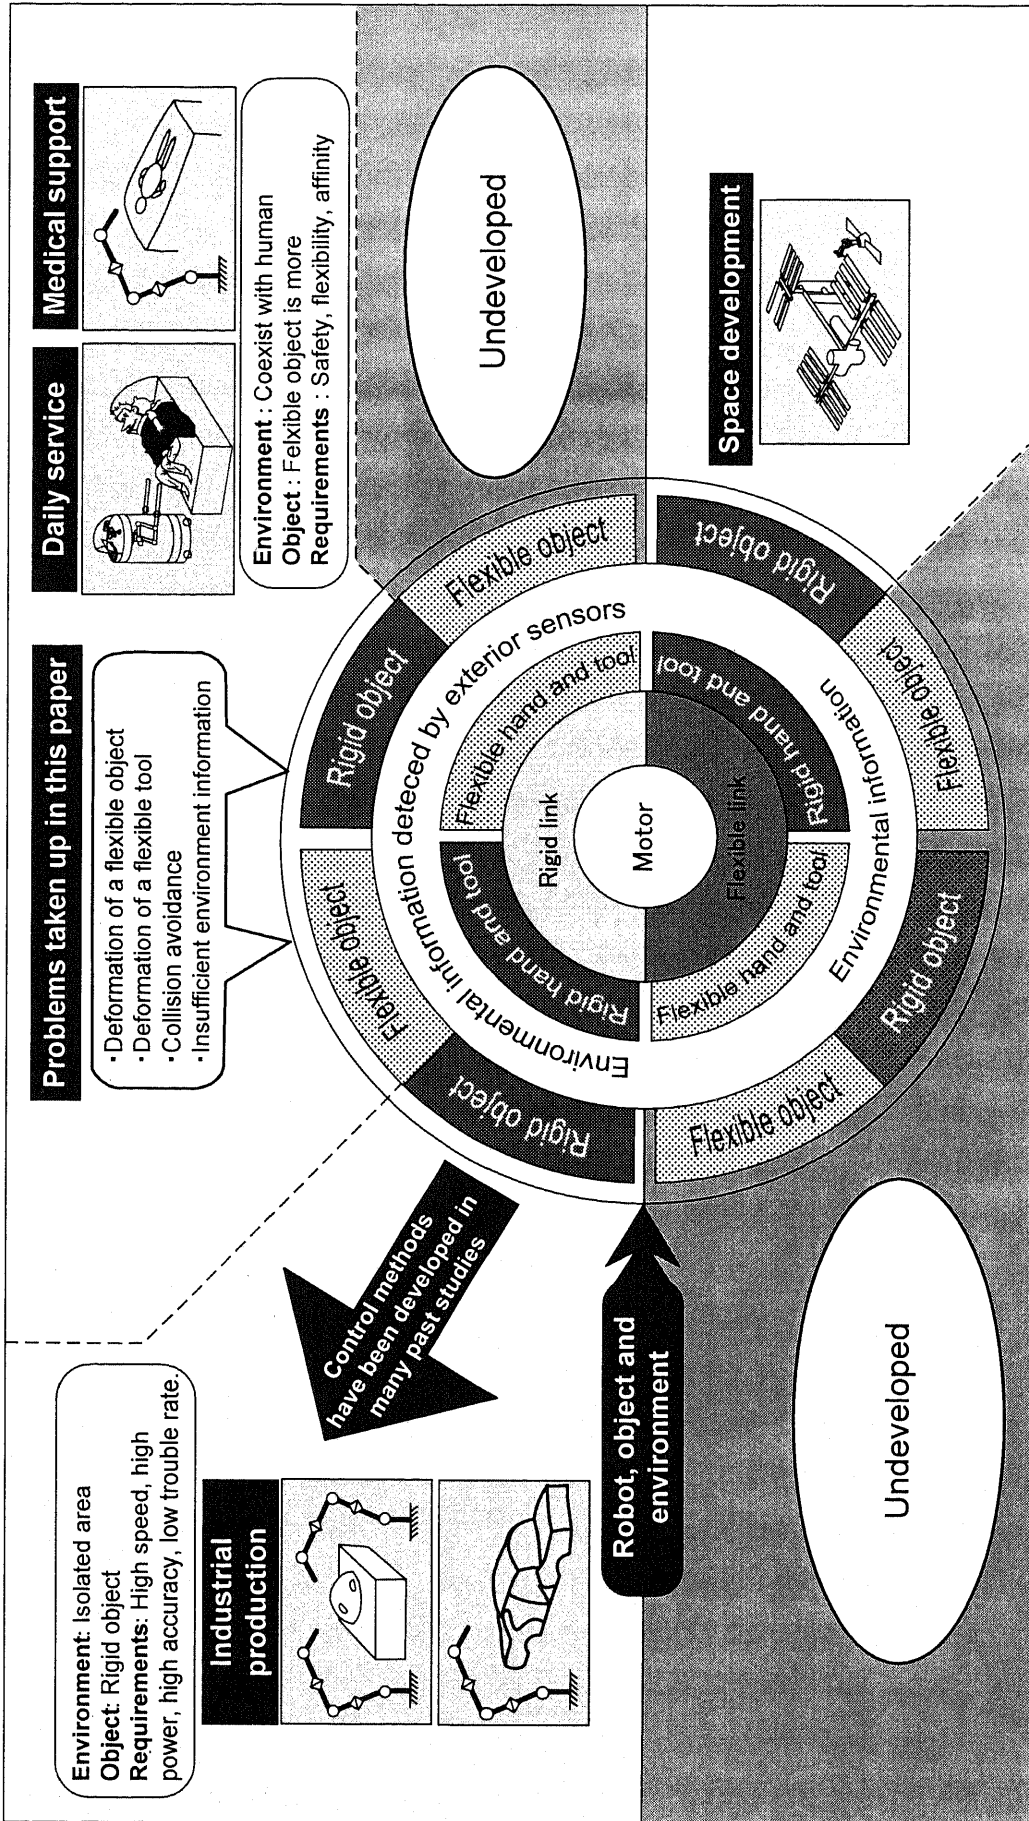 Problems taken up in this paper
・Deformation of a flexible object
・Deformation of a flexible tool
・Collision avoidance
・Insufficient environment information
Daily service
Medical support
Environment : Coexist with human
Object : Felxible object is more
Requirements : Safety, flexibility, affinity
Environment: Isolated area
Object: Rigid object
Requirements: High speed, high
power, high accuracy, low trouble rate.
Industrial
production
Control methods
have been developed in
many past studies
Robot, object and
environment
Rigid object
Flexible object
Rigid object
Flexible object
Environmental information deteced by exterior sensors
Rigid hand and tool
Flexible hand and tool
Rigid link
Motor
Flexible link
Flexible hand and tool
Rigid hand and tool
Environmental information
Flexible object
Rigid object
Flexible object
Rigid object
Undeveloped
Space development
Undeveloped